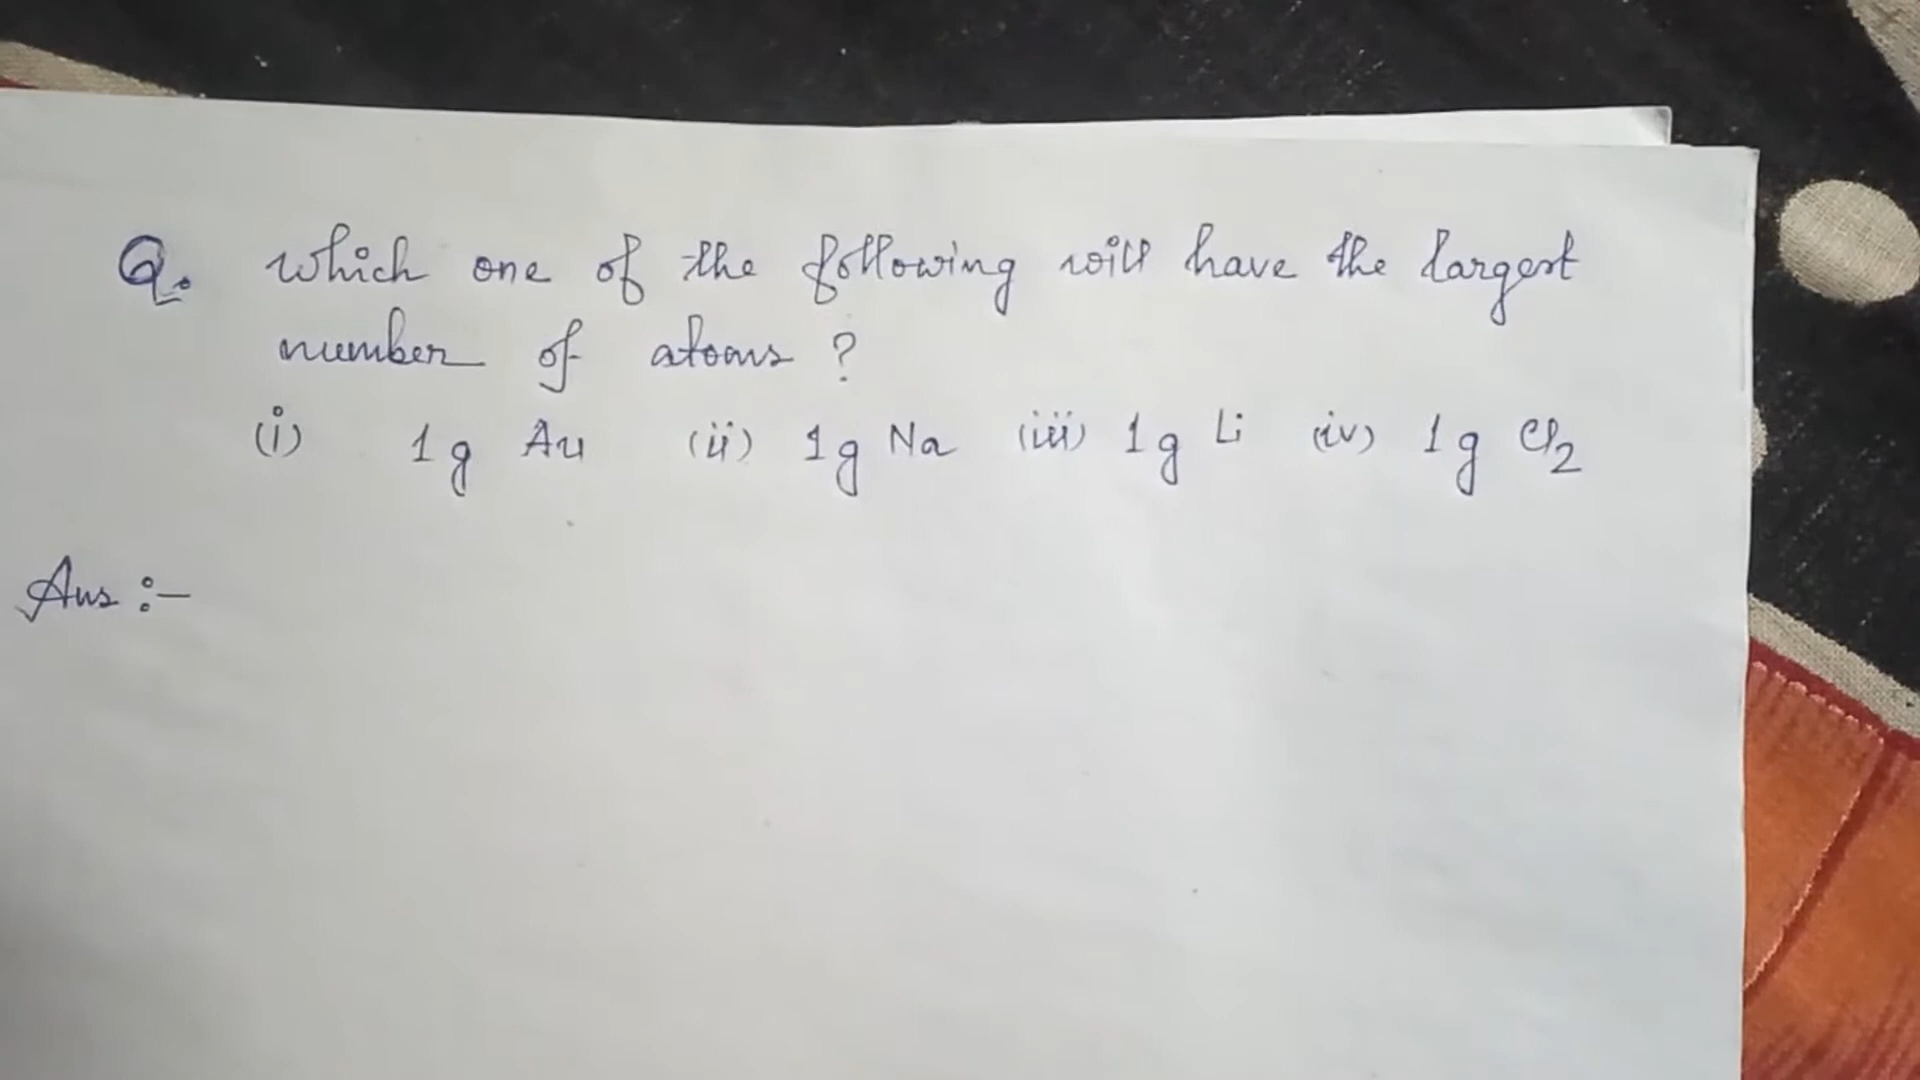 Q. which one of the following will have the largest
number of atoms ?
(i) 1g Au (ii) 1g Na (iii) 1g Li (iv) 1g Cl₂
Ans :-